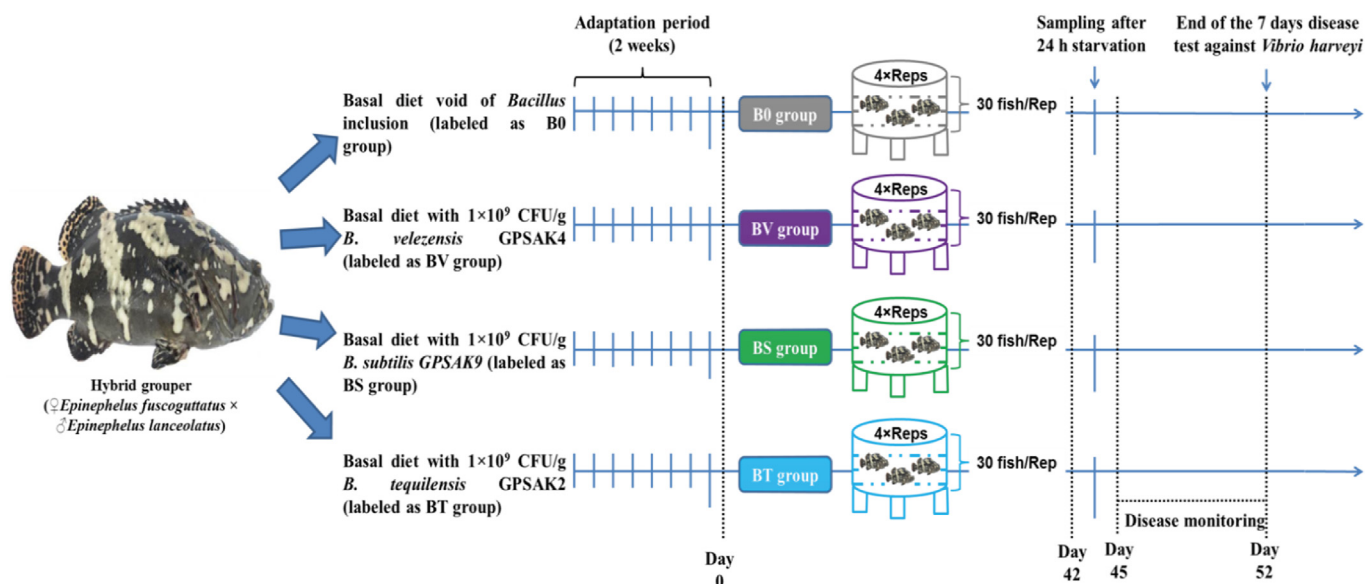 Adaptation period
(2 weeks)
Sampling after
24 h starvation
End of the 7 days disease
test against Vibrio harveyi
Basal diet void of Bacillus
inclusion (labeled as B0
group)
B0 group
4×Reps
30 fish/Rep
Basal diet with 1×10⁹ CFU/g
B. velezensis GPSAK4
(labeled as BV group)
BV group
4×Reps
30 fish/Rep
Basal diet with 1×10⁹ CFU/g
B. subtilis GPSAK9 (labeled as
BS group)
BS group
4×Reps
30 fish/Rep
Hybrid grouper
(♀Epinephelus fuscoguttatus ×
♂Epinephelus lanceolatus)
Basal diet with 1×10⁹ CFU/g
B. tequilensis GPSAK2
(labeled as BT group)
BT group
4×Reps
30 fish/Rep
Disease monitoring
Day
0
Day
42
Day
45
Day
52